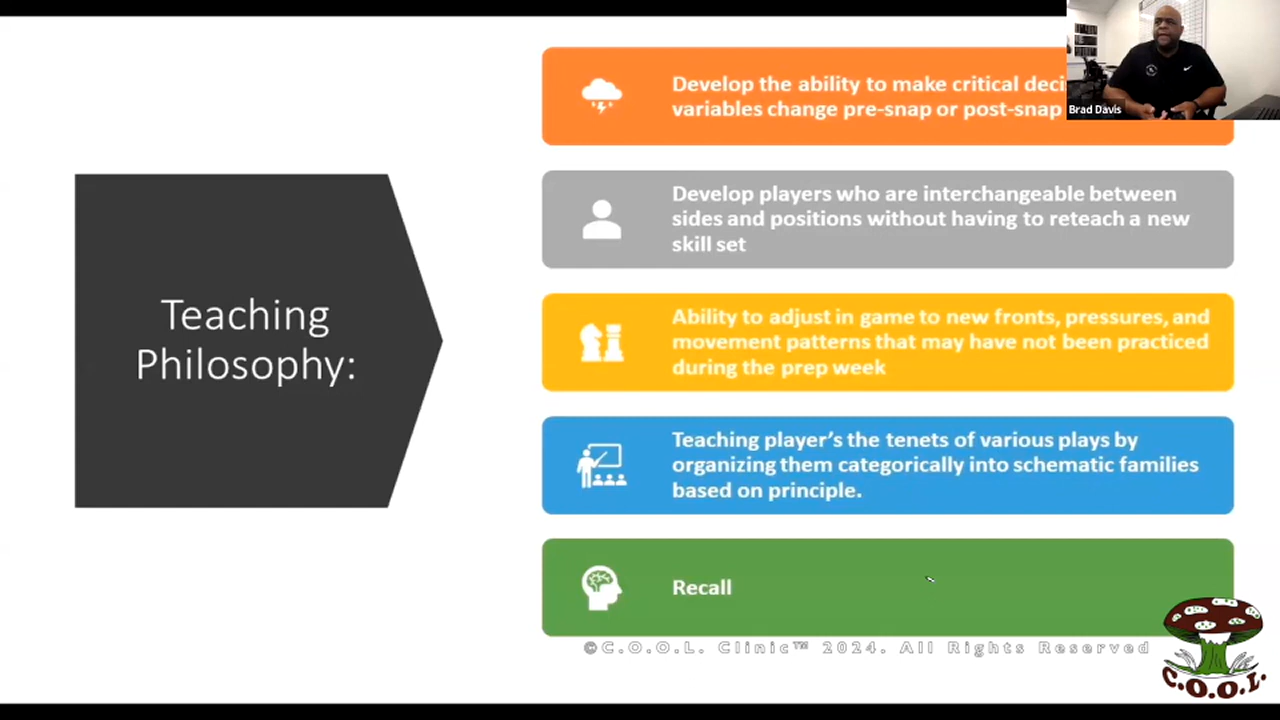 Develop the ability to make critical
variables change pre-snap or post-snap
Brad Davis
Develop players who are interchangeable between
sides and positions without having to reteach a new
skill set
Teaching
Philosophy:
Ability to adjust in game to new fronts, pressures, and
movement patterns that may have not been practiced
during the prep week
Teaching player's the tenets of various plays by
organizing them categorically into schematic families
based on principle.
Recall
©C.O.O.L. Clinic™ 2024. All Rights Reserved
C.O.O.L.